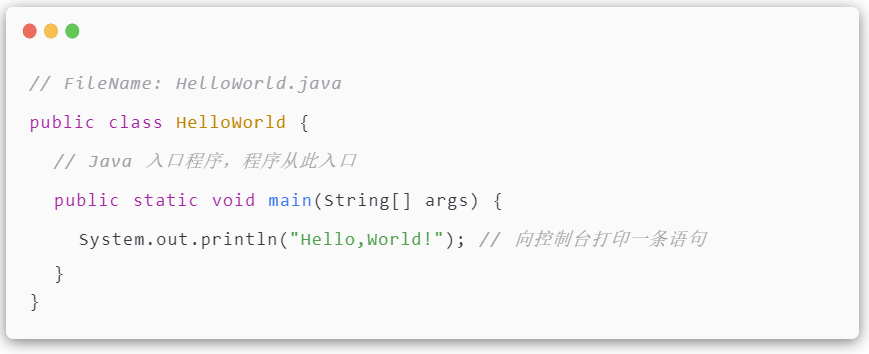 // FileName: HelloWorld.java
public class HelloWorld {
// Java 入口程序，程序从此入口
public static void main(String[] args) {
System.out.println("Hello,World!"); // 向控制台打印一条语句
}
}